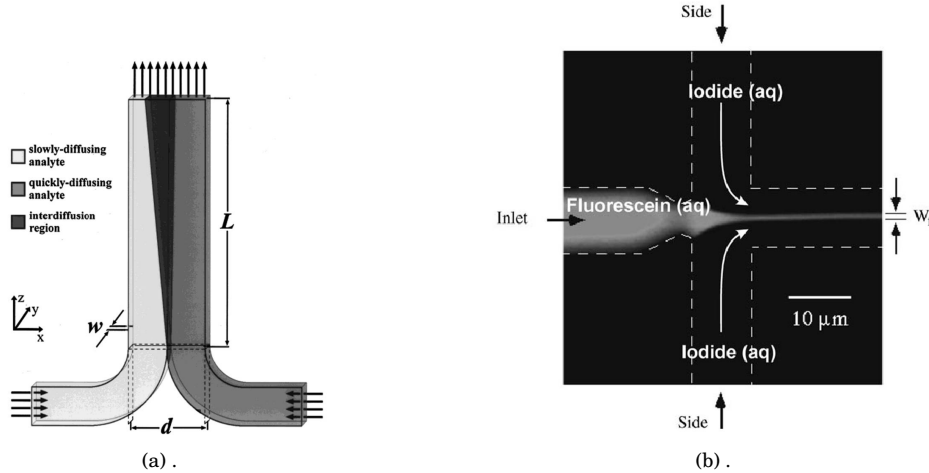 slowly-diffusing
analyte
quickly-diffusing
analyte
interdiffusion
region
L
z
y
x
w
d
(a) .
Side
Iodide (aq)
Fluorescein (aq)
Inlet
10 μm
Iodide (aq)
Side
(b) .